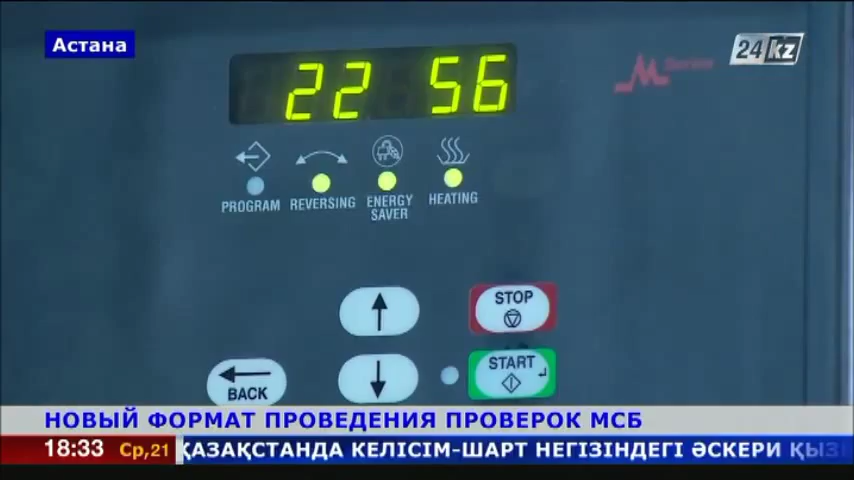 Астана
24kz
22 56
M Series
PROGRAM
REVERSING
ENERGY SAVER
HEATING
STOP
START
BACK
НОВЫЙ ФОРМАТ ПРОВЕДЕНИЯ ПРОВЕРОК МСБ
18:33 Ср,21 ҚАЗАҚСТАНДА КЕЛІСІМ-ШАРТ НЕГІЗІНДЕГІ ӘСКЕРИ